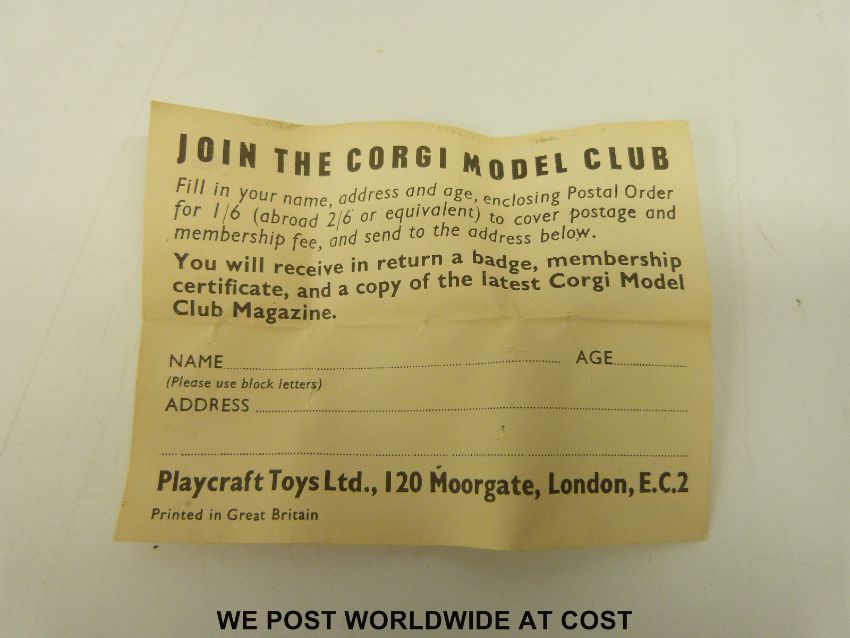 JOIN THE CORGI MODEL CLUB
Fill in your name, address and age, enclosing Postal Order
for 1/6 (abroad 2/6 or equivalent) to cover postage and
membership fee, and send to the address below.
You will receive in return a badge, membership
certificate, and a copy of the latest Corgi Model
Club Magazine.
NAME AGE
(Please use block letters)
ADDRESS
Playcraft Toys Ltd., 120 Moorgate, London, E.C.2
Printed in Great Britain
WE POST WORLDWIDE AT COST